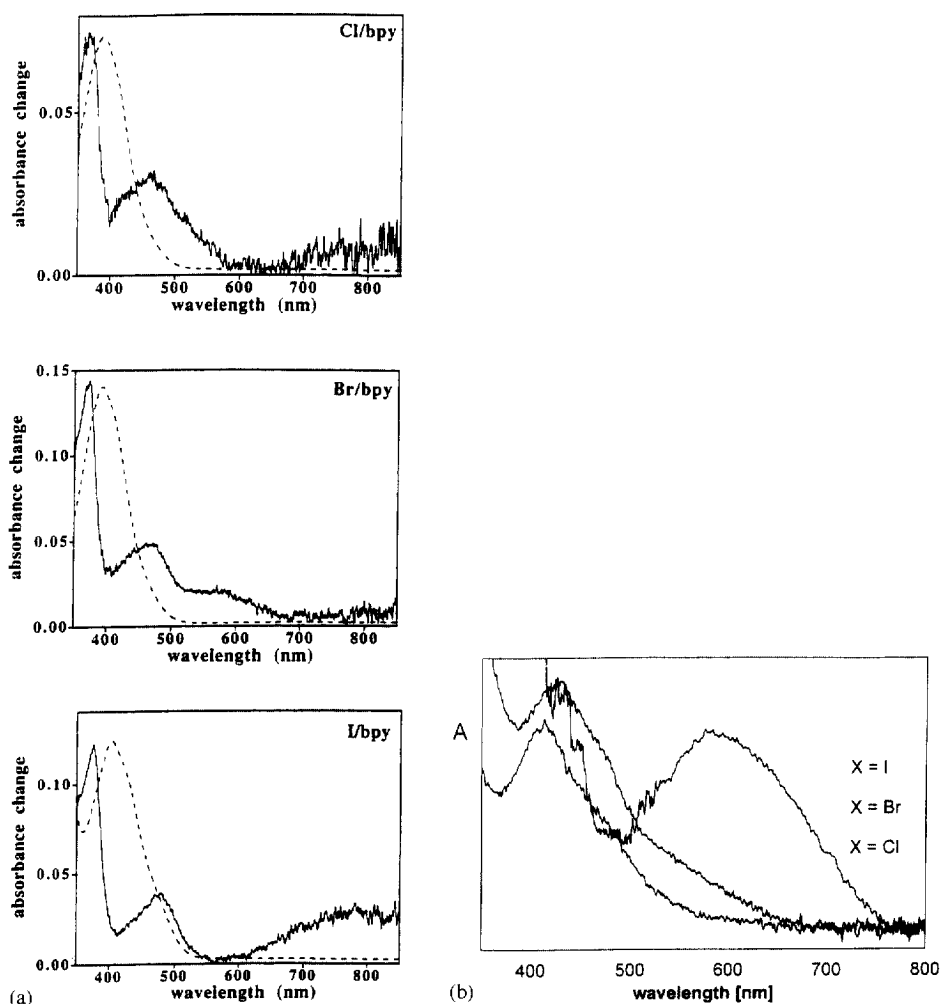 Cl/bpy
absorbance change
0.05
0.00
400 500 600 700 800
wavelength (nm)
Br/bpy
absorbance change
0.15
0.10
0.05
0.00
400 500 600 700 800
wavelength (nm)
I/bpy
absorbance change
0.10
0.05
0.00
400 500 600 700 800
wavelength (nm)
(a)
A
X = I
X = Br
X = Cl
400 500 600 700 800
wavelength [nm]
(b)